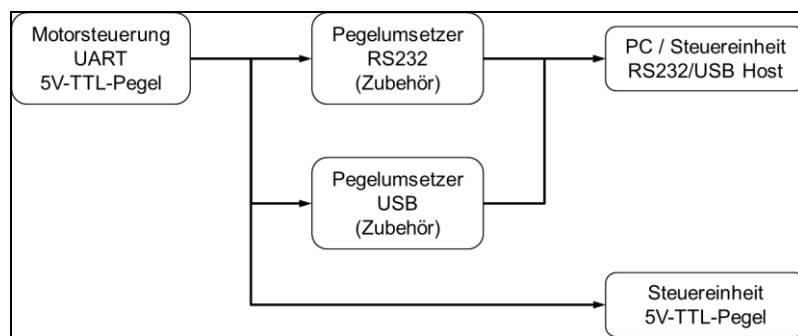 Motorsteuerung
UART
5V-TTL-Pegel
Pegelumsetzer
RS232
(Zubehör)
PC / Steuereinheit
RS232/USB Host
Pegelumsetzer
USB
(Zubehör)
Steuereinheit
5V-TTL-Pegel